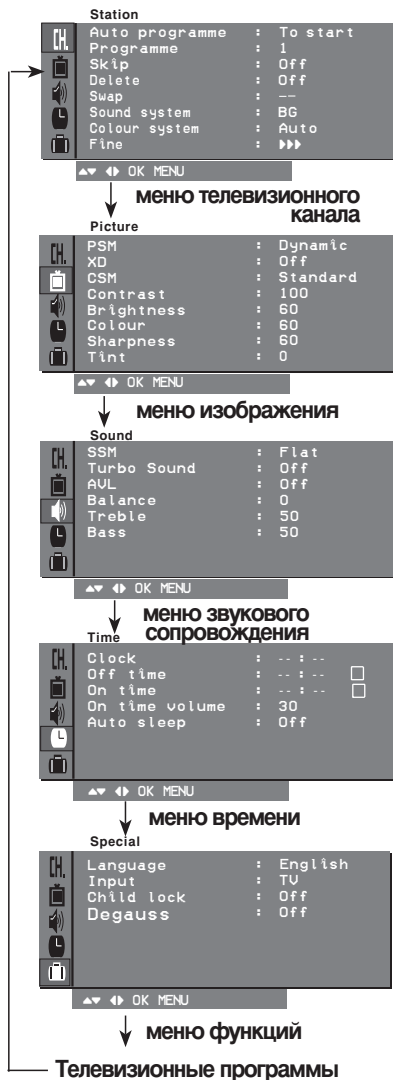 Station
CH. Auto programme : To start
Programme : 1
Skip : Off
Delete : Off
Swap : --
Sound system : BG
Colour system : Auto
Fine : ▶▶▶
▲▼ ◀▶ OK MENU
меню телевизионного
канала
Picture
CH. PSM : Dynamic
XD : Off
CSM : Standard
Contrast : 100
Brightness : 60
Colour : 60
Sharpness : 60
Tint : 0
▲▼ ◀▶ OK MENU
меню изображения
Sound
CH. SSM : Flat
Turbo Sound : Off
AVL : Off
Balance : 0
Treble : 50
Bass : 50
▲▼ ◀▶ OK MENU
меню звукового
сопровождения
Time
CH. Clock : -- : --
Off time : -- : --
On time : -- : --
On time volume : 30
Auto sleep : Off
▲▼ ◀▶ OK MENU
меню времени
Special
CH. Language : English
Input : TV
Child lock : Off
Degauss : Off
▲▼ ◀▶ OK MENU
меню функций
Телевизионные программы